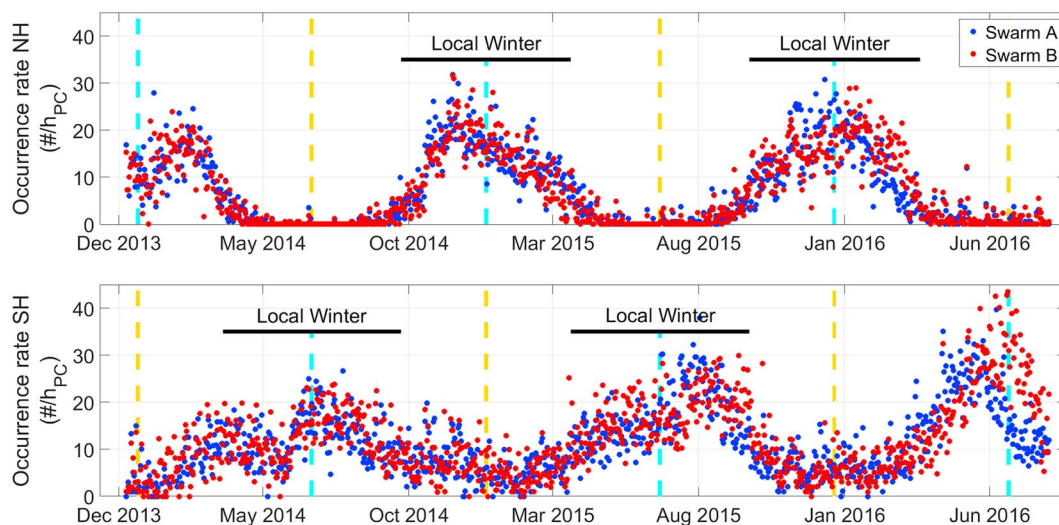 Occurrence rate NH
(#/h_PC)
40
30
20
10
0
Local Winter
Local Winter
Swarm A
Swarm B
Dec 2013 May 2014 Oct 2014 Mar 2015 Aug 2015 Jan 2016 Jun 2016
Occurrence rate SH
(#/h_PC)
40
30
20
10
0
Local Winter
Local Winter
Dec 2013 May 2014 Oct 2014 Mar 2015 Aug 2015 Jan 2016 Jun 2016